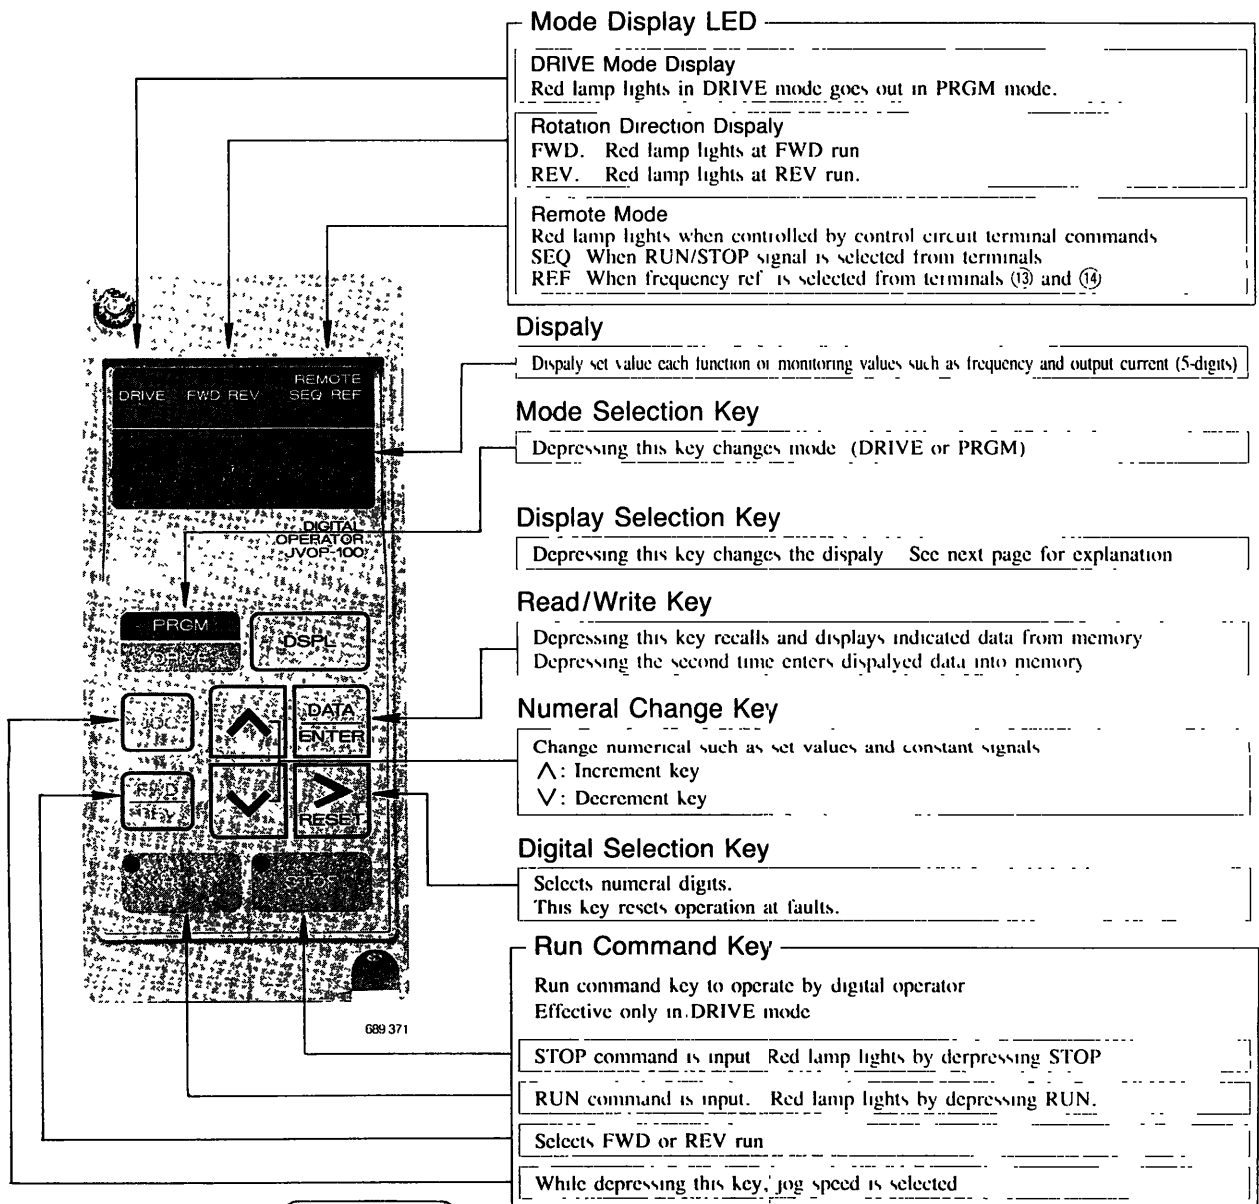 Mode Display LED
DRIVE Mode Display
Red lamp lights in DRIVE mode goes out in PRGM mode.
Rotation Direction Dispaly
FWD. Red lamp lights at FWD run
REV. Red lamp lights at REV run.
Remote Mode
Red lamp lights when controlled by control circuit terminal commands
SEQ When RUN/STOP signal is selected from terminals
REF When frequency ref is selected from terminals ⑬ and ⑭
Dispaly
Dispaly set value each function or monitoring values such as frequency and output current (5-digits)
Mode Selection Key
Depressing this key changes mode (DRIVE or PRGM)
Display Selection Key
Depressing this key changes the dispaly See next page for explanation
Read/Write Key
Depressing this key recalls and displays indicated data from memory
Depressing the second time enters dispalyed data into memory
Numeral Change Key
Change numerical such as set values and constant signals
∧: Increment key
∨: Decrement key
Digital Selection Key
Selects numeral digits.
This key resets operation at faults.
Run Command Key
Run command key to operate by digital operator
Effective only in DRIVE mode
STOP command is input Red lamp lights by derpressing STOP
RUN command is input. Red lamp lights by depressing RUN.
Selects FWD or REV run
While depressing this key, jog speed is selected
REMOTE
DRIVE FWD REV SEQ REF
DIGITAL
OPERATOR
JVOP-100
PRGM
DRIVE
DSPL
JOG
DATA
ENTER
FWD
RESET
STOP
689 371